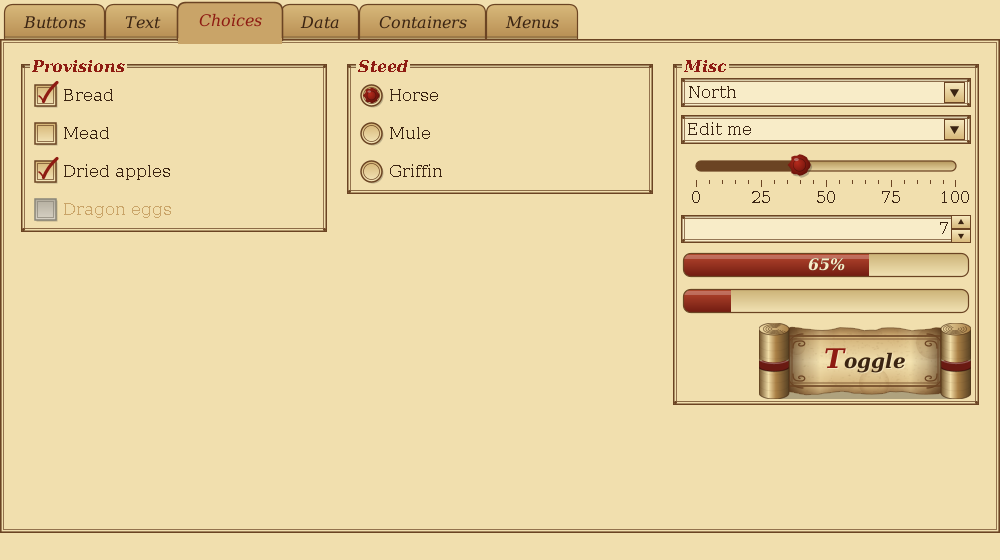 Buttons Text Choices Data Containers Menus
Provisions
Bread
Mead
Dried apples
Dragon eggs
Steed
Horse
Mule
Griffin
Misc
North
Edit me
0 25 50 75 100
7
65%
Toggle